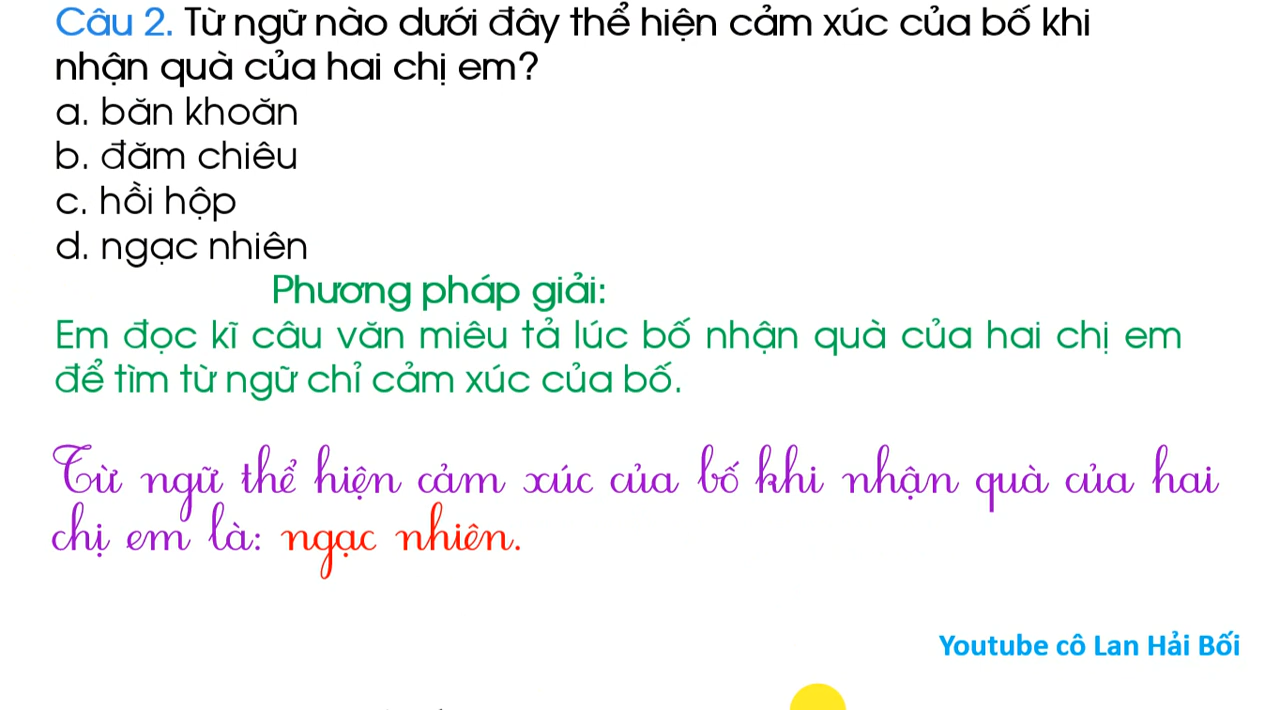 Câu 2. Từ ngữ nào dưới đây thể hiện cảm xúc của bố khi
nhận quà của hai chị em?
a. băn khoăn
b. đăm chiêu
c. hồi hộp
d. ngạc nhiên
Phương pháp giải:
Em đọc kĩ câu văn miêu tả lúc bố nhận quà của hai chị em
để tìm từ ngữ chỉ cảm xúc của bố.
Từ ngữ thể hiện cảm xúc của bố khi nhận quà của hai
chị em là: ngạc nhiên.
Youtube cô Lan Hải Bối